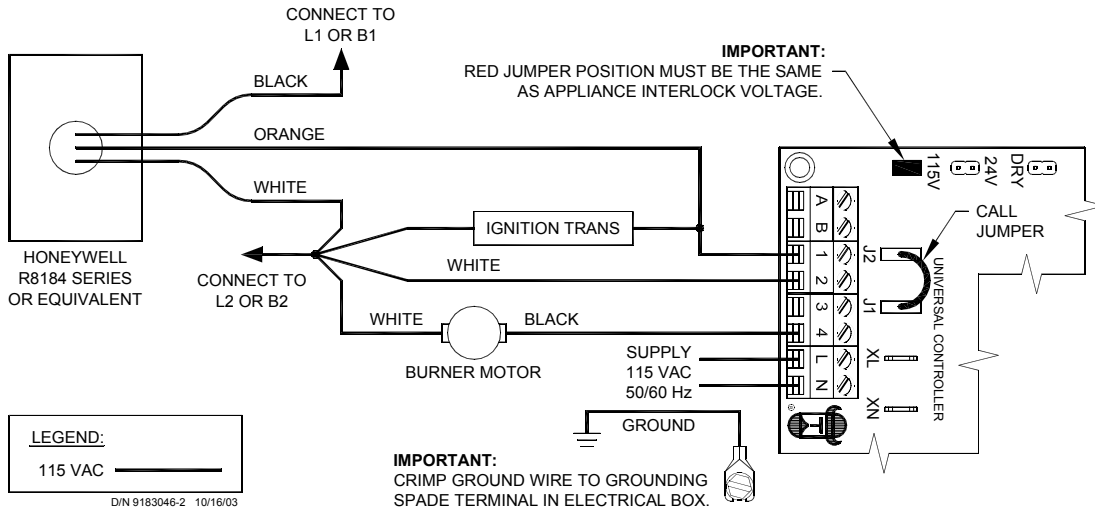 CONNECT TO
L1 OR B1
BLACK
ORANGE
WHITE
HONEYWELL
R8184 SERIES
OR EQUIVALENT
CONNECT TO
L2 OR B2
IGNITION TRANS
WHITE
WHITE
BLACK
BURNER MOTOR
IMPORTANT:
RED JUMPER POSITION MUST BE THE SAME
AS APPLIANCE INTERLOCK VOLTAGE.
115V
24V
DRY
CALL
JUMPER
A
B
1
2
3
4
L
N
J2
J1
UNIVERSAL CONTROLLER
XL
XN
SUPPLY
115 VAC
50/60 Hz
GROUND
IMPORTANT:
CRIMP GROUND WIRE TO GROUNDING
SPADE TERMINAL IN ELECTRICAL BOX.
LEGEND:
115 VAC
D/N 9183046-2 10/16/03